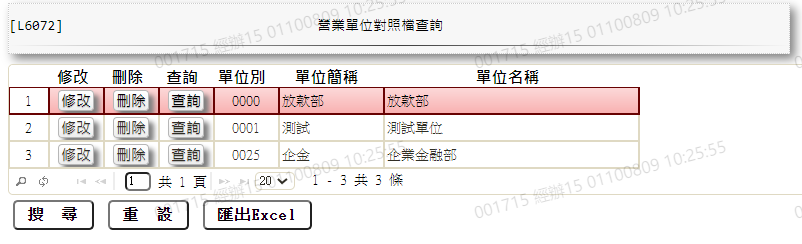 [L6072] 營業單位對照檔查詢
修改 刪除 查詢 單位別 單位簡稱 單位名稱
1 修改 刪除 查詢 0000 放款部 放款部
2 修改 刪除 查詢 0001 測試 測試單位
3 修改 刪除 查詢 0025 企金 企業金融部
1 共 1 頁 20 1 - 3 共 3 條
搜 尋 重 設 匯出Excel
001715 經辦15 01100809 10:25:55
001715 經辦15 01100809 10:25:55
001715 經辦15 01100809 10:25:55